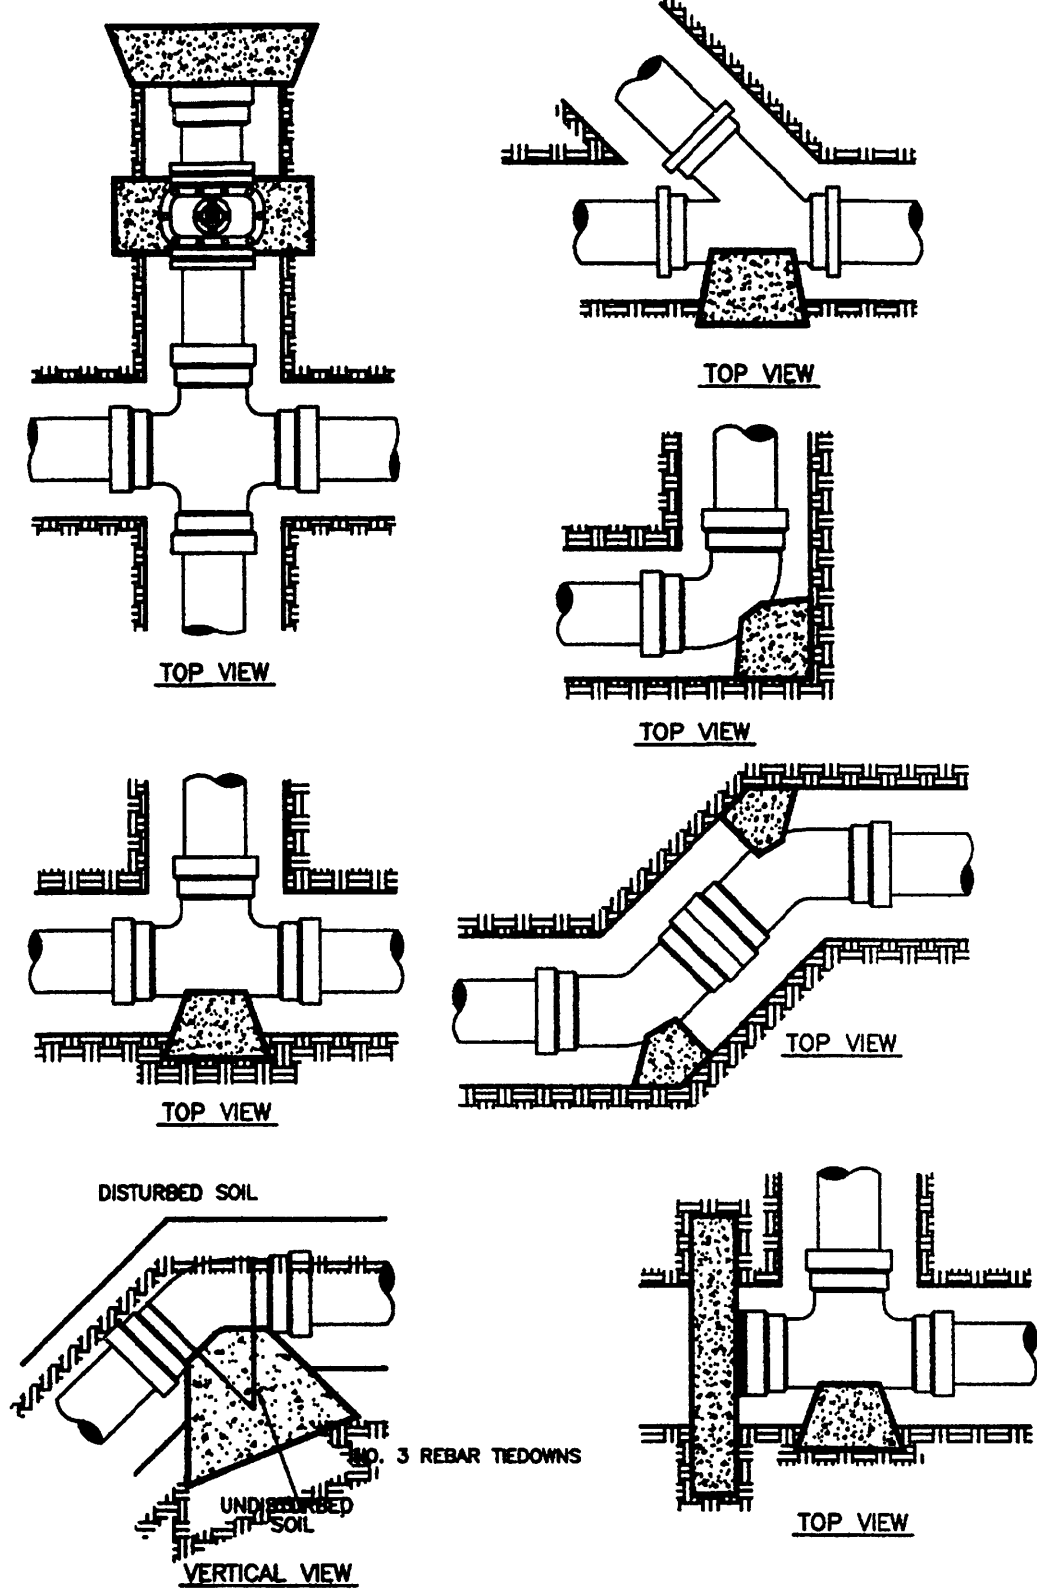 TOP VIEW
TOP VIEW
TOP VIEW
TOP VIEW
TOP VIEW
DISTURBED SOIL
NO. 3 REBAR TIEDOWNS
UNDISTURBED
SOIL
VERTICAL VIEW
TOP VIEW